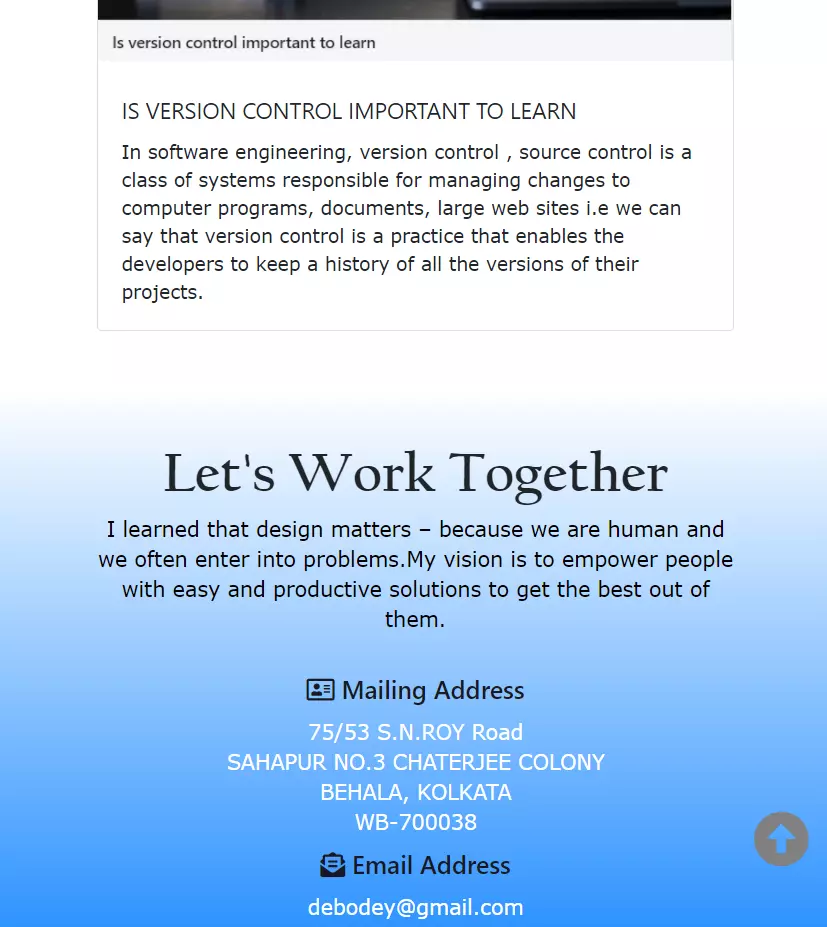 Is version control important to learn
IS VERSION CONTROL IMPORTANT TO LEARN
In software engineering, version control , source control is a
class of systems responsible for managing changes to
computer programs, documents, large web sites i.e we can
say that version control is a practice that enables the
developers to keep a history of all the versions of their
projects.
Let's Work Together
I learned that design matters – because we are human and
we often enter into problems.My vision is to empower people
with easy and productive solutions to get the best out of
them.
Mailing Address
75/53 S.N.ROY Road
SAHAPUR NO.3 CHATERJEE COLONY
BEHALA, KOLKATA
WB-700038
Email Address
debodey@gmail.com